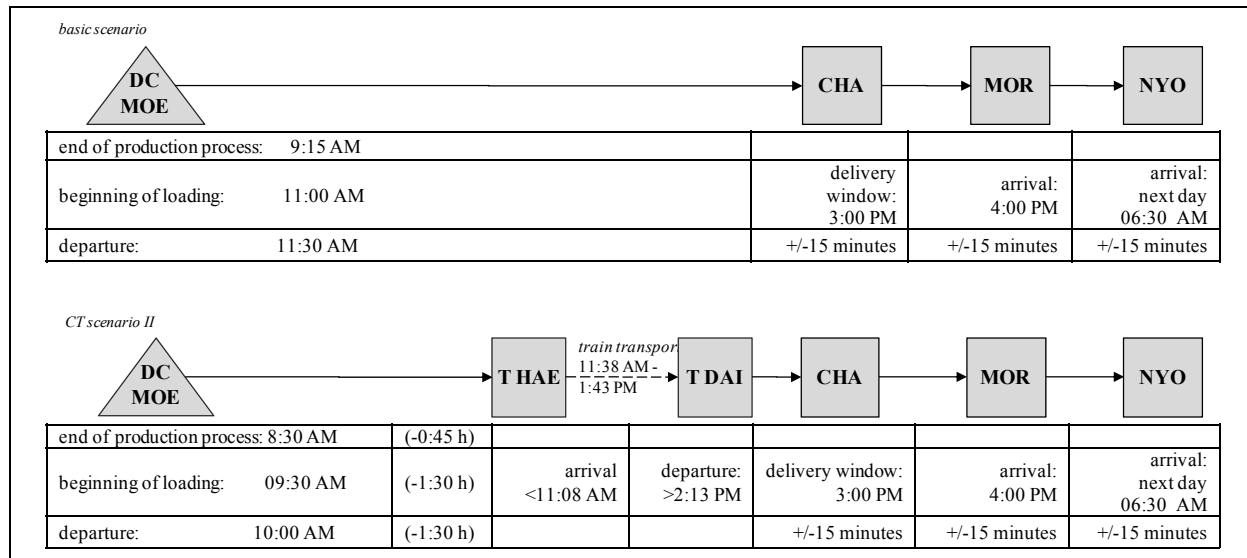 basic scenario
DC
MOE
CHA
MOR
NYO
end of production process: 9:15 AM
beginning of loading: 11:00 AM
delivery
window:
3:00 PM
arrival:
4:00 PM
arrival:
next day
06:30 AM
departure: 11:30 AM
+/-15 minutes
+/-15 minutes
+/-15 minutes
CT scenario II
DC
MOE
T HAE
train transpor
11:38 AM -
1:43 PM
T DAI
CHA
MOR
NYO
end of production process: 8:30 AM
(-0:45 h)
beginning of loading: 09:30 AM
(-1:30 h)
arrival
<11:08 AM
departure:
>2:13 PM
delivery window:
3:00 PM
arrival:
4:00 PM
arrival:
next day
06:30 AM
departure: 10:00 AM
(-1:30 h)
+/-15 minutes
+/-15 minutes
+/-15 minutes